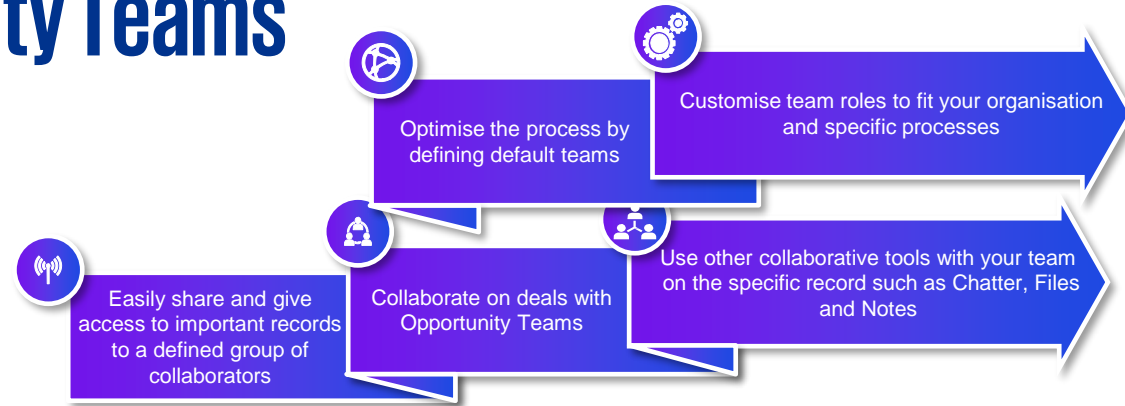 ty Teams
Optimise the process by
defining default teams
Customise team roles to fit your organisation
and specific processes
Easily share and give
access to important records
to a defined group of
collaborators
Collaborate on deals with
Opportunity Teams
Use other collaborative tools with your team
on the specific record such as Chatter, Files
and Notes